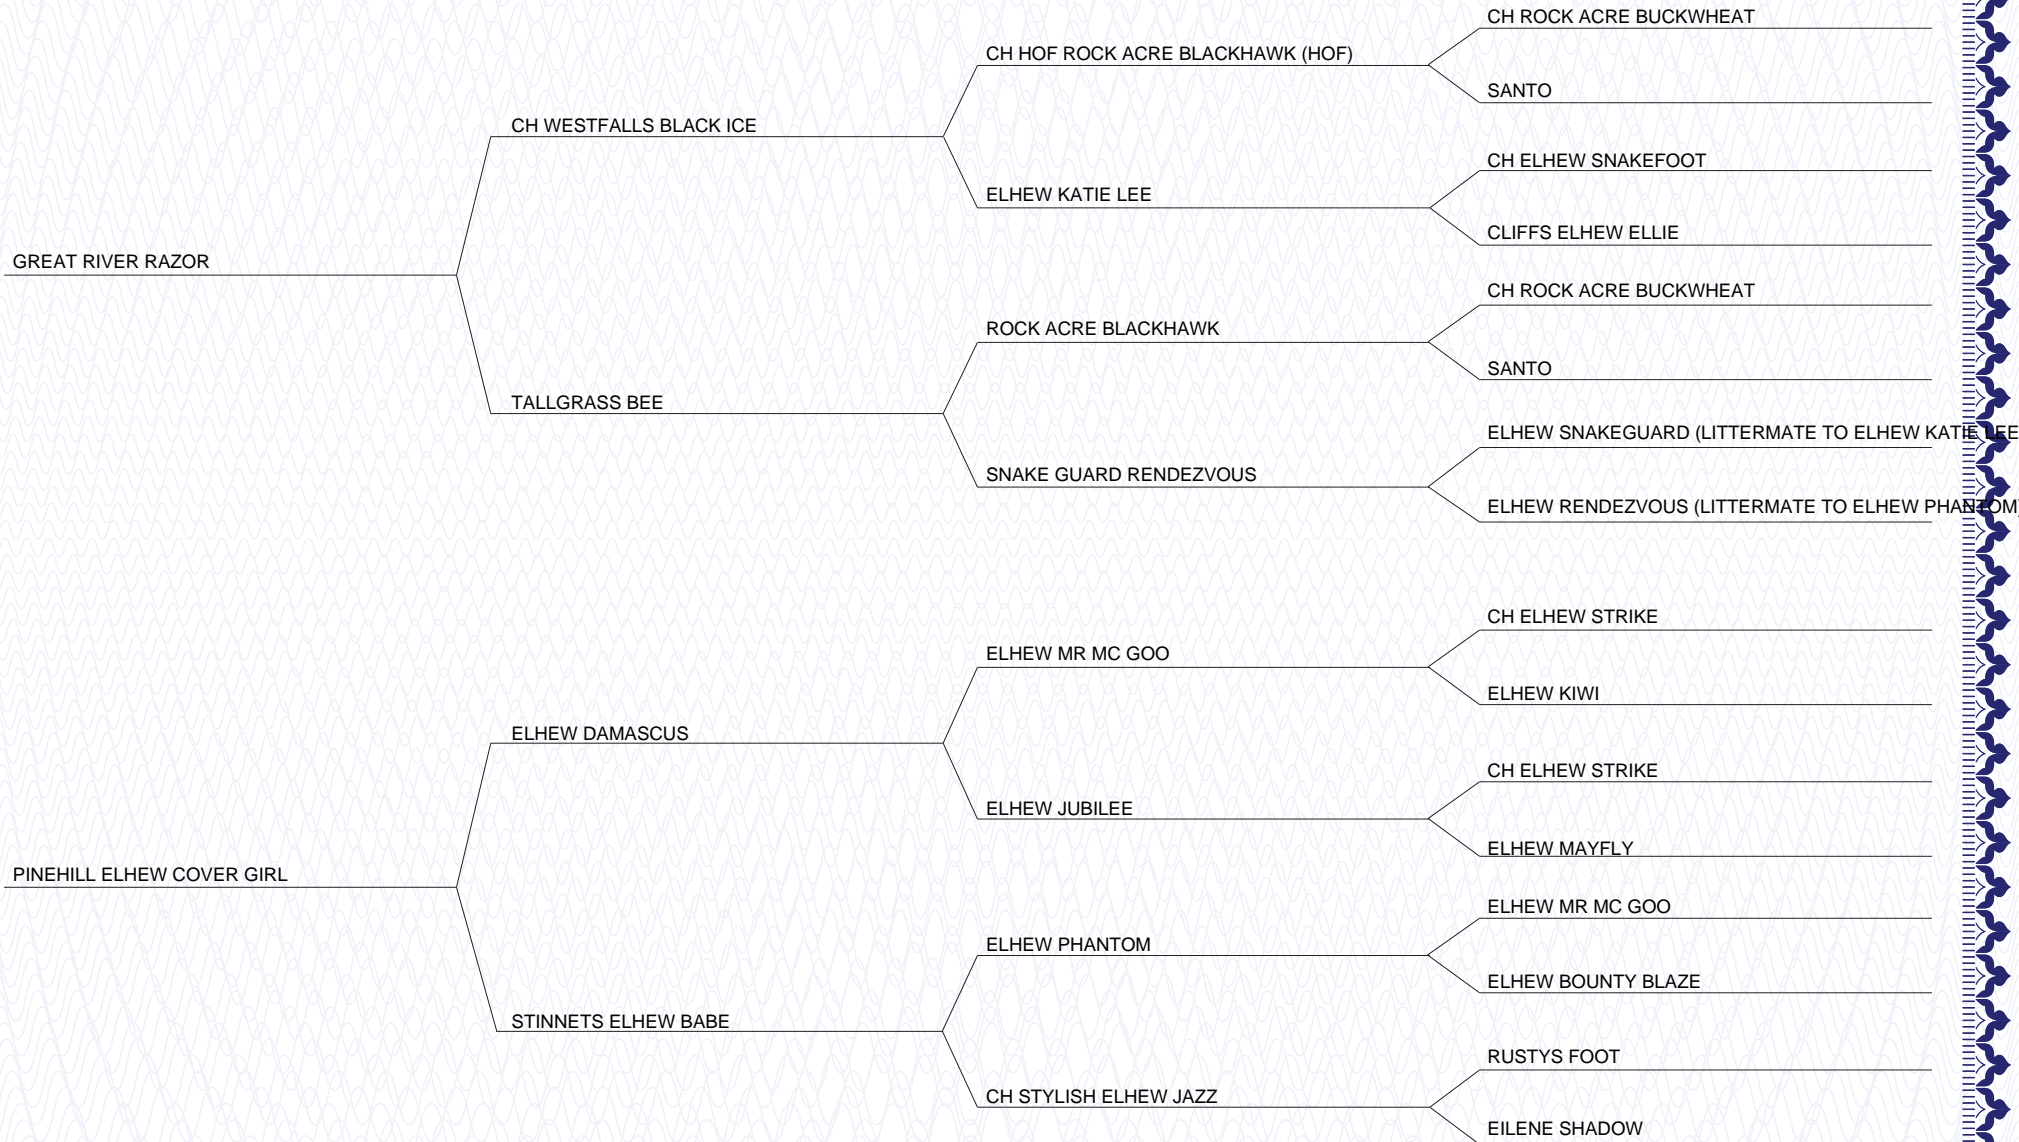 CH ROCK ACRE BUCKWHEAT
CH HOF ROCK ACRE BLACKHAWK (HOF)
SANTO
CH WESTFALLS BLACK ICE
CH ELHEW SNAKEFOOT
ELHEW KATIE LEE
CLIFFS ELHEW ELLIE
GREAT RIVER RAZOR
CH ROCK ACRE BUCKWHEAT
ROCK ACRE BLACKHAWK
SANTO
TALLGRASS BEE
ELHEW SNAKEGUARD (LITTERMATE TO ELHEW KATIE LEE
SNAKE GUARD RENDEZVOUS
ELHEW RENDEZVOUS (LITTERMATE TO ELHEW PHANTOM)
CH ELHEW STRIKE
ELHEW MR MC GOO
ELHEW KIWI
ELHEW DAMASCUS
CH ELHEW STRIKE
ELHEW JUBILEE
ELHEW MAYFLY
PINEHILL ELHEW COVER GIRL
ELHEW MR MC GOO
ELHEW PHANTOM
ELHEW BOUNTY BLAZE
STINNETS ELHEW BABE
RUSTYS FOOT
CH STYLISH ELHEW JAZZ
EILENE SHADOW